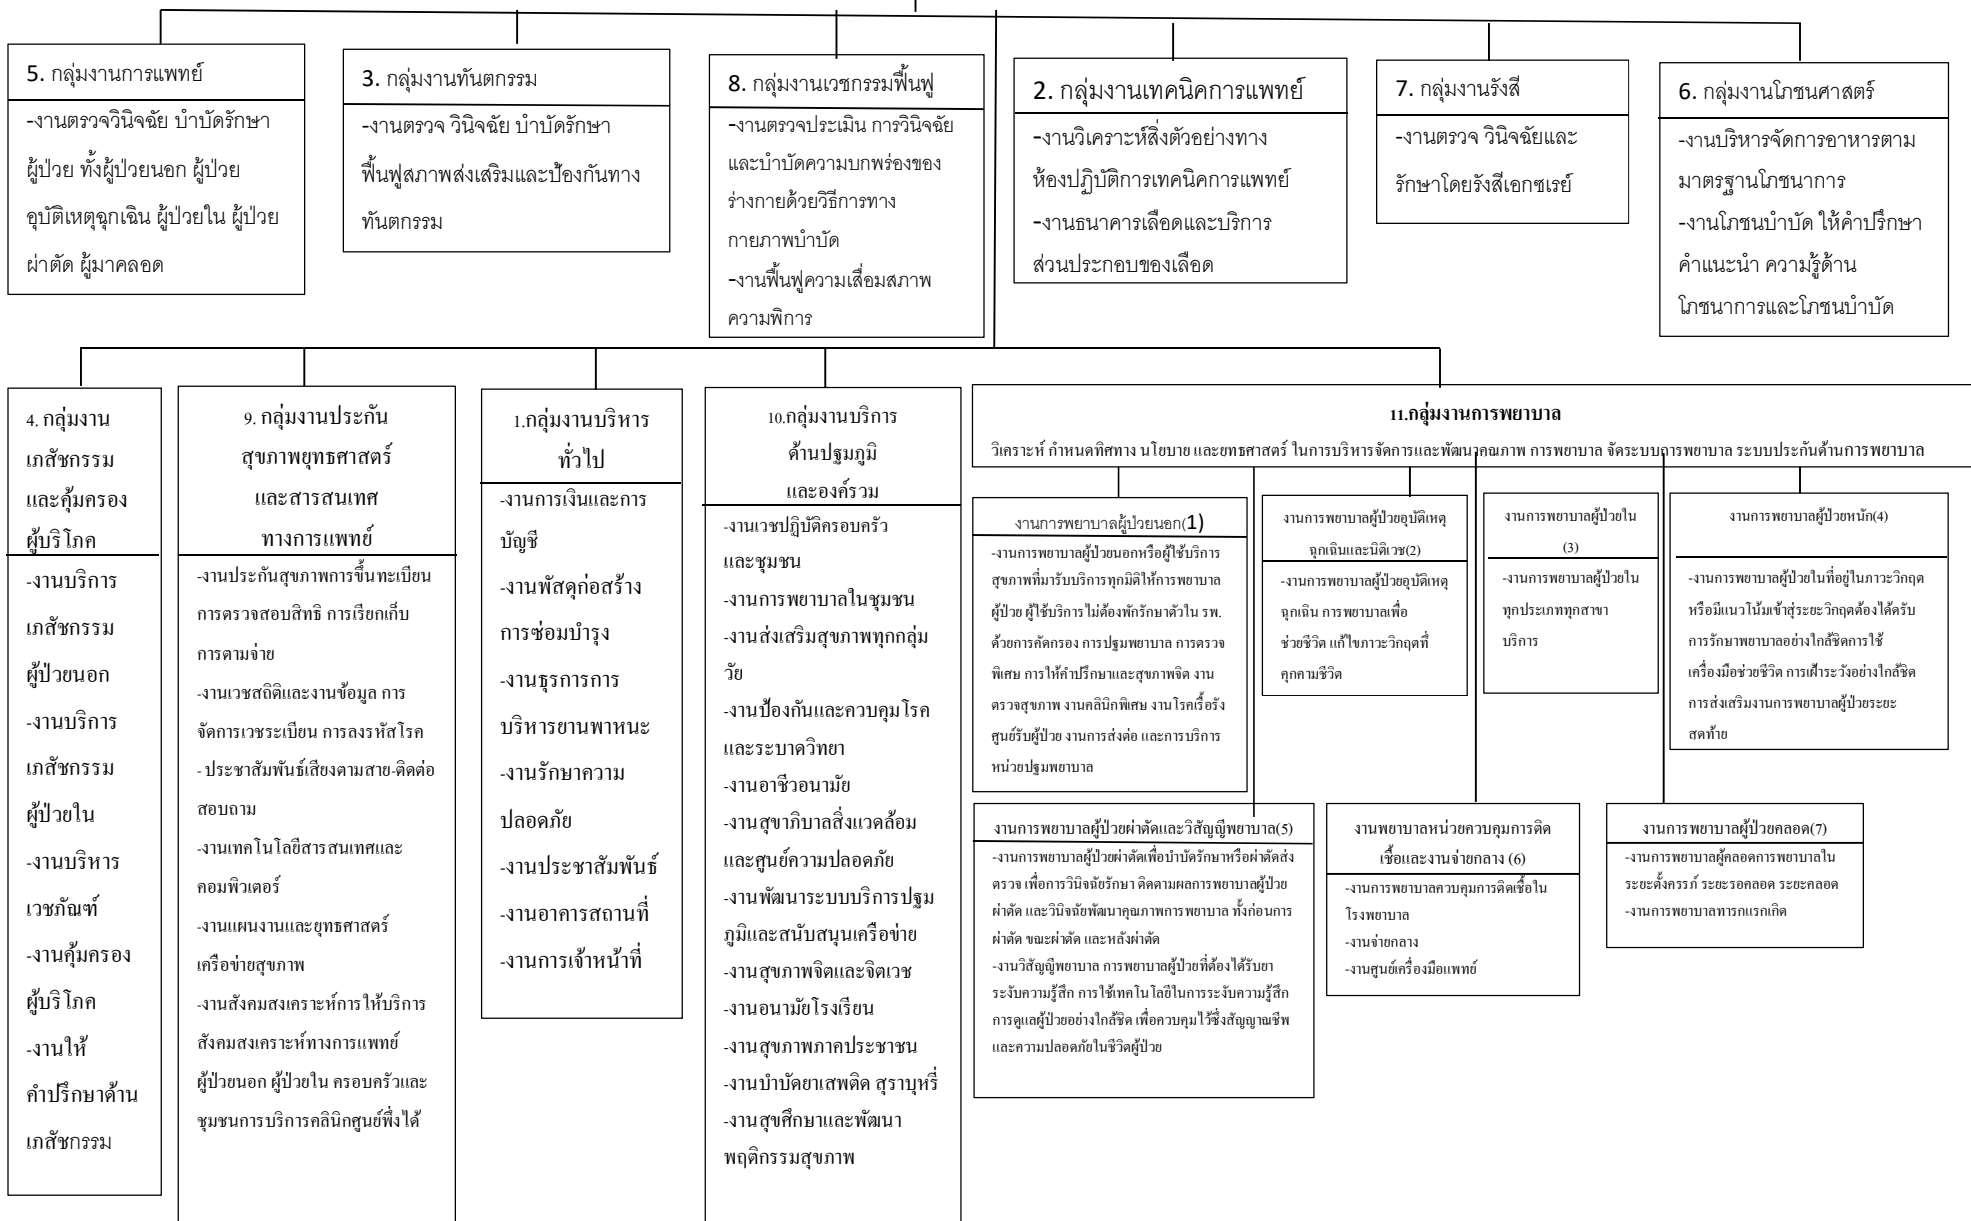 5. กลุ่มงานการแพทย์
-งานตรวจวินิจฉัย บำบัดรักษา
ผู้ป่วย ทั้งผู้ป่วยนอก ผู้ป่วย
อุบัติเหตุฉุกเฉิน ผู้ป่วยใน ผู้ป่วย
ผ่าตัด ผู้มาคลอด
3. กลุ่มงานทันตกรรม
-งานตรวจ วินิจฉัย บำบัดรักษา
ฟื้นฟูสภาพส่งเสริมและป้องกันทาง
ทันตกรรม
8. กลุ่มงานเวชกรรมฟื้นฟู
-งานตรวจประเมิน การวินิจฉัย
และบำบัดความบกพร่องของ
ร่างกายด้วยวิธีการทาง
กายภาพบำบัด
-งานฟื้นฟูความเสื่อมสภาพ
ความพิการ
2. กลุ่มงานเทคนิคการแพทย์
-งานวิเคราะห์สิ่งตัวอย่างทาง
ห้องปฏิบัติการเทคนิคการแพทย์
-งานธนาคารเลือดและบริการ
ส่วนประกอบของเลือด
7. กลุ่มงานรังสี
-งานตรวจ วินิจฉัยและ
รักษาโดยรังสีเอกซเรย์
6. กลุ่มงานโภชนศาสตร์
-งานบริหารจัดการอาหารตาม
มาตรฐานโภชนาการ
-งานโภชนบำบัด ให้คำปรึกษา
คำแนะนำ ความรู้ด้าน
โภชนาการและโภชนบำบัด
4. กลุ่มงาน
เภสัชกรรม
และคุ้มครอง
ผู้บริโภค
-งานบริการ
เภสัชกรรม
ผู้ป่วยนอก
-งานบริการ
เภสัชกรรม
ผู้ป่วยใน
-งานบริหาร
เวชภัณฑ์
-งานคุ้มครอง
ผู้บริโภค
-งานให้
คำปรึกษาด้าน
เภสัชกรรม
9. กลุ่มงานประกัน
สุขภาพยุทธศาสตร์
และสารสนเทศ
ทางการแพทย์
-งานประกันสุขภาพการขึ้นทะเบียน
การตรวจสอบสิทธิ การเรียกเก็บ
การตามจ่าย
-งานเวชสถิติและงานข้อมูล การ
จัดการเวชระเบียน การลงรหัสโรค
- ประชาสัมพันธ์เสียงตามสาย-ติดต่อ
สอบถาม
-งานเทคโนโลยีสารสนเทศและ
คอมพิวเตอร์
-งานแผนงานและยุทธศาสตร์
เครือข่ายสุขภาพ
-งานสังคมสงเคราะห์การให้บริการ
สังคมสงเคราะห์ทางการแพทย์
ผู้ป่วยนอก ผู้ป่วยใน ครอบครัวและ
ชุมชนการบริการคลินิกศูนย์พึ่งได้
1.กลุ่มงานบริหาร
ทั่วไป
-งานการเงินและการ
บัญชี
-งานพัสดุก่อสร้าง
การซ่อมบำรุง
-งานธุรการการ
บริหารยานพาหนะ
-งานรักษาความ
ปลอดภัย
-งานประชาสัมพันธ์
-งานอาคารสถานที่
-งานการเจ้าหน้าที่
10.กลุ่มงานบริการ
ด้านปฐมภูมิ
และองค์รวม
-งานเวชปฏิบัติครอบครัว
และชุมชน
-งานการพยาบาลในชุมชน
-งานส่งเสริมสุขภาพทุกกลุ่ม
วัย
-งานป้องกันและควบคุมโรค
และระบาดวิทยา
-งานอาชีวอนามัย
-งานสุขาภิบาลสิ่งแวดล้อม
และศูนย์ความปลอดภัย
-งานพัฒนาระบบบริการปฐม
ภูมิและสนับสนุนเครือข่าย
-งานสุขภาพจิตและจิตเวช
-งานอนามัยโรงเรียน
-งานสุขภาพภาคประชาชน
-งานบำบัดยาเสพติด สุราบุหรี่
-งานสุขศึกษาและพัฒนา
พฤติกรรมสุขภาพ
11.กลุ่มงานการพยาบาล
วิเคราะห์ กำหนดทิศทาง นโยบาย และยุทธศาสตร์ ในการบริหารจัดการและพัฒนาคุณภาพ การพยาบาล จัดระบบการพยาบาล ระบบประกันด้านการพยาบาล
งานการพยาบาลผู้ป่วยนอก(1)
-งานการพยาบาลผู้ป่วยนอกหรือผู้ใช้บริการ
สุขภาพที่มารับบริการทุกมิติให้การพยาบาล
ผู้ป่วย ผู้ใช้บริการไม่ต้องพักรักษาตัวใน รพ.
ด้วยการคัดกรอง การปฐมพยาบาล การตรวจ
พิเศษ การให้คำปรึกษาและสุขภาพจิต งาน
ตรวจสุขภาพ งานคลินิกพิเศษ งานโรคเรื้อรัง
ศูนย์รับผู้ป่วย งานการส่งต่อ และการบริการ
หน่วยปฐมพยาบาล
งานการพยาบาลผู้ป่วยอุบัติเหตุ
ฉุกเฉินและนิติเวช(2)
-งานการพยาบาลผู้ป่วยอุบัติเหตุ
ฉุกเฉิน การพยาบาลเพื่อ
ช่วยชีวิต แก้ไขภาวะวิกฤตที่
คุกคามชีวิต
งานการพยาบาลผู้ป่วยใน
(3)
-งานการพยาบาลผู้ป่วยใน
ทุกประเภททุกสาขา
บริการ
งานการพยาบาลผู้ป่วยหนัก(4)
-งานการพยาบาลผู้ป่วยในที่อยู่ในภาวะวิกฤต
หรือมีแนวโน้มเข้าสู่ระยะวิกฤตต้องได้ดรับ
การรักษาพยาบาลอย่างใกล้ชิดการใช้
เครื่องมือช่วยชีวิต การเฝ้าระวังอย่างใกล้ชิด
การส่งเสริมงานการพยาบาลผู้ป่วยระยะ
สดท้าย
งานการพยาบาลผู้ป่วยผ่าตัดและวิสัญญีพยาบาล(5)
-งานการพยาบาลผู้ป่วยผ่าตัดเพื่อบำบัดรักษาหรือผ่าตัดส่ง
ตรวจ เพื่อการวินิจฉัยรักษา ติดตามผลการพยาบาลผู้ป่วย
ผ่าตัด และวินิจฉัยพัฒนาคุณภาพการพยาบาล ทั้งก่อนการ
ผ่าตัด ขณะผ่าตัด และหลังผ่าตัด
-งานวิสัญญีพยาบาล การพยาบาลผู้ป่วยที่ต้องได้รับยา
ระงับความรู้สึก การใช้เทคโนโลยีในการระงับความรู้สึก
การดูแลผู้ป่วยอย่างใกล้ชิด เพื่อควบคุมไว้ซึ่งสัญญาณชีพ
และความปลอดภัยในชีวิตผู้ป่วย
งานพยาบาลหน่วยควบคุมการติด
เชื้อและงานจ่ายกลาง (6)
-งานการพยาบาลควบคุมการติดเชื้อใน
โรงพยาบาล
-งานจ่ายกลาง
-งานศูนย์เครื่องมือแพทย์
งานการพยาบาลผู้ป่วยคลอด(7)
-งานการพยาบาลผู้คลอดการพยาบาลใน
ระยะตั้งครรภ์ ระยะรอคลอด ระยะคลอด
-งานการพยาบาลทารกแรกเกิด